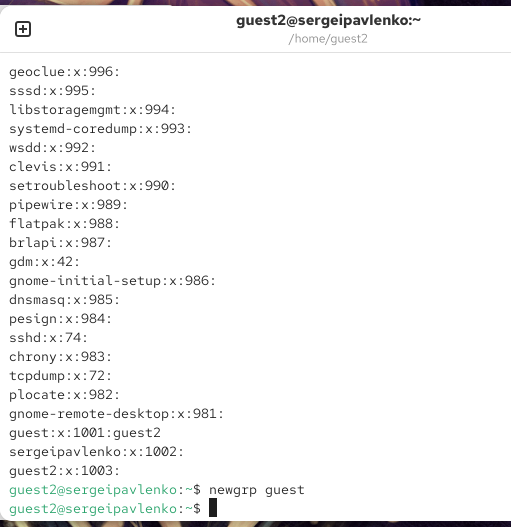 guest2@sergeipavlenko:~
/home/guest2
geoclue:x:996:
sssd:x:995:
libstoragemgmt:x:994:
systemd-coredump:x:993:
wsdd:x:992:
clevis:x:991:
setroubleshoot:x:990:
pipewire:x:989:
flatpak:x:988:
brlapi:x:987:
gdm:x:42:
gnome-initial-setup:x:986:
dnsmasq:x:985:
pesign:x:984:
sshd:x:74:
chrony:x:983:
tcpdump:x:72:
plocate:x:982:
gnome-remote-desktop:x:981:
guest:x:1001:guest2
sergeipavlenko:x:1002:
guest2:x:1003:
guest2@sergeipavlenko:~$ newgrp guest
guest2@sergeipavlenko:~$